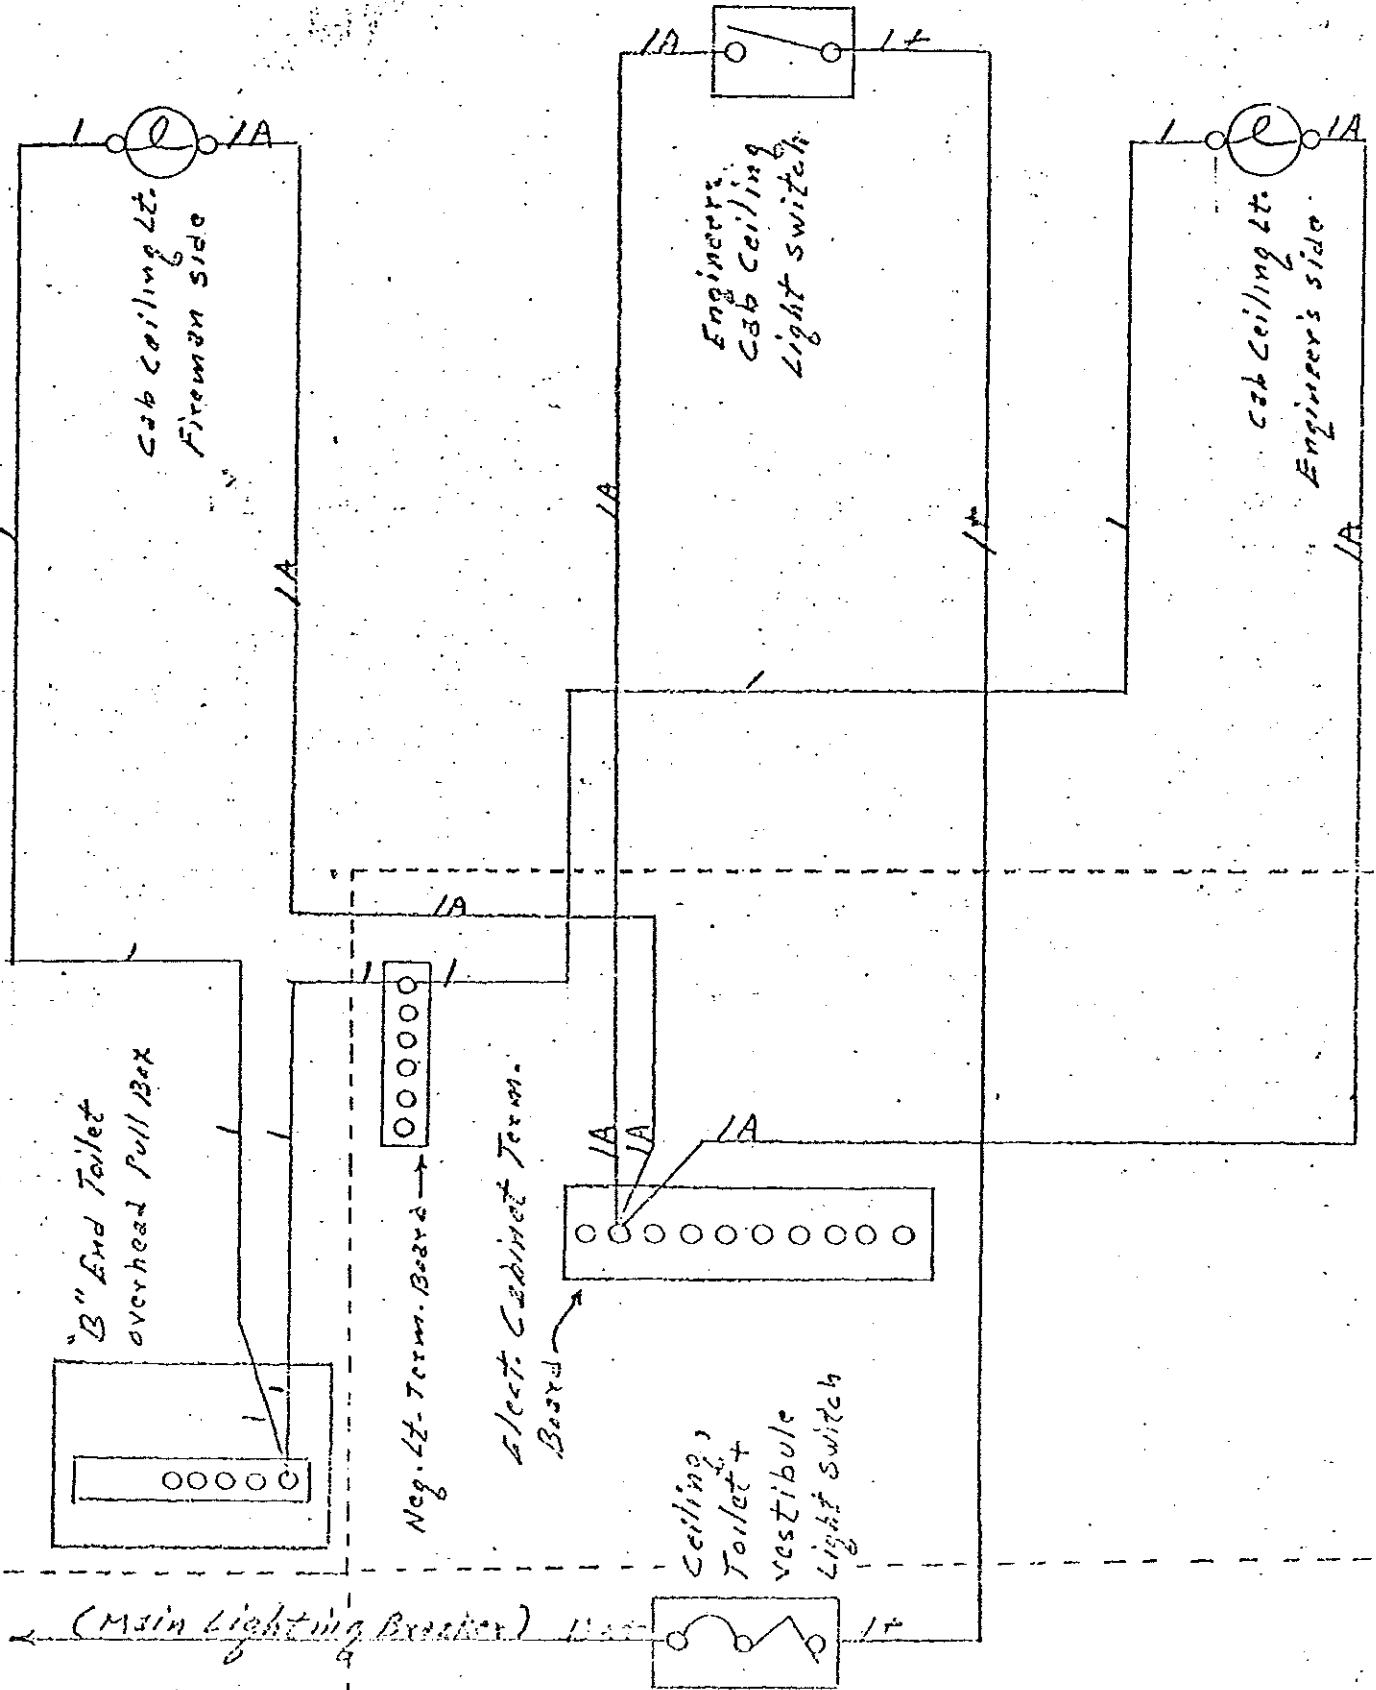 1A
1+
1
1A
1
1A
Cab Ceiling Lt.
Fireman side
Engineers
Cab Ceiling
Light switch
Cab Ceiling Lt.
Engineer's side
1
1A
1A
1+
1
1A
1
1A
1
1
1
"B" End Toilet
overhead Pull Box
1
1
1A
1A
1A
Neg. Lt. Term. Board
Elect. Cabinet Term.
Board
1
1
Ceiling,
Toilet +
vestibule
Light switch
(Main Lighting Breaker)
1+